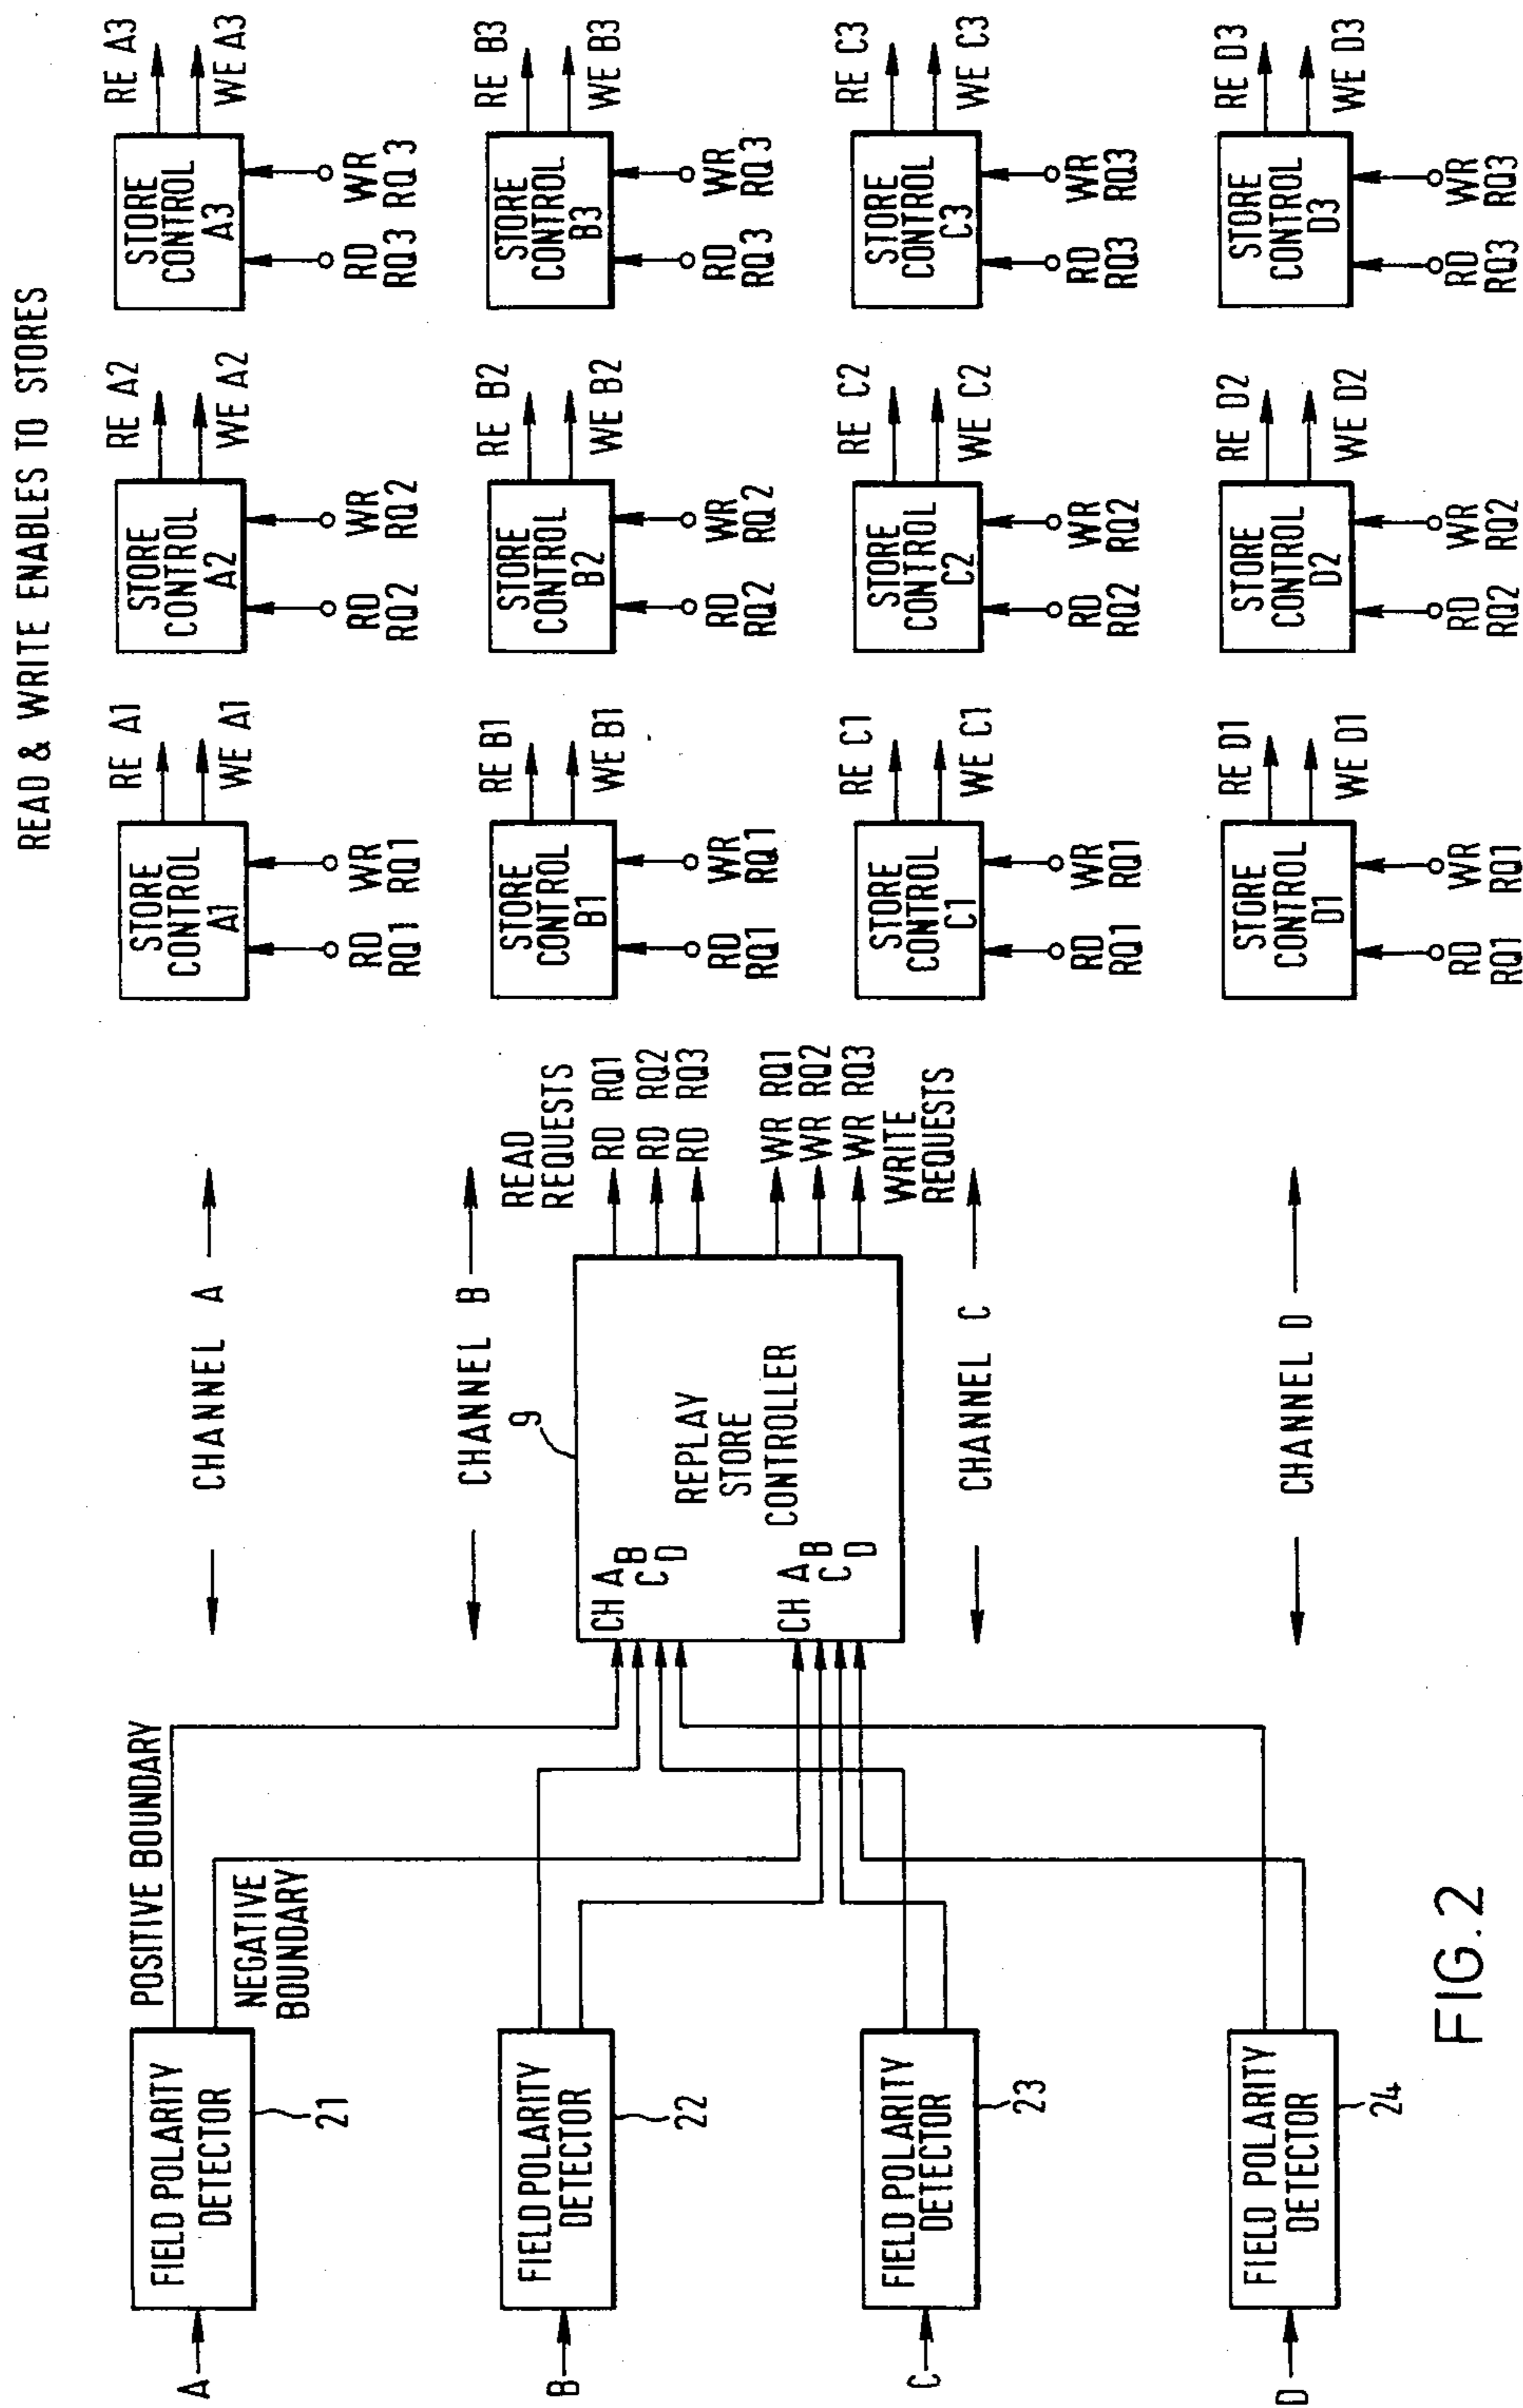 READ & WRITE ENABLES TO STORES
A
FIELD POLARITY
DETECTOR
21
POSITIVE BOUNDARY
NEGATIVE
BOUNDARY
CHANNEL A
STORE
CONTROL
A1
RE A1
WE A1
RD
RQ1
WR
RQ1
STORE
CONTROL
A2
RE A2
WE A2
RD
RQ2
WR
RQ2
STORE
CONTROL
A3
RE A3
WE A3
RD
RQ3
WR
RQ3
B
FIELD POLARITY
DETECTOR
22
CHANNEL B
READ
REQUESTS
STORE
CONTROL
B1
RE B1
WE B1
RD
RQ1
WR
RQ1
STORE
CONTROL
B2
RE B2
WE B2
RD
RQ2
WR
RQ2
STORE
CONTROL
B3
RE B3
WE B3
RD
RQ3
WR
RQ3
9
CH A
B
C
D
CH A
B
C
D
REPLAY
STORE
CONTROLLER
RD RQ1
RD RQ2
RD RQ3
WR RQ1
WR RQ2
WR RQ3
WRITE
REQUESTS
C
FIELD POLARITY
DETECTOR
23
CHANNEL C
STORE
CONTROL
C1
RE C1
WE C1
RD
RQ1
WR
RQ1
STORE
CONTROL
C2
RE C2
WE C2
RD
RQ2
WR
RQ2
STORE
CONTROL
C3
RE C3
WE C3
RD
RQ3
WR
RQ3
D
FIELD POLARITY
DETECTOR
24
CHANNEL D
STORE
CONTROL
D1
RE D1
WE D1
RD
RQ1
WR
RQ1
STORE
CONTROL
D2
RE D2
WE D2
RD
RQ2
WR
RQ2
STORE
CONTROL
D3
RE D3
WE D3
RD
RQ3
WR
RQ3
FIG. 2